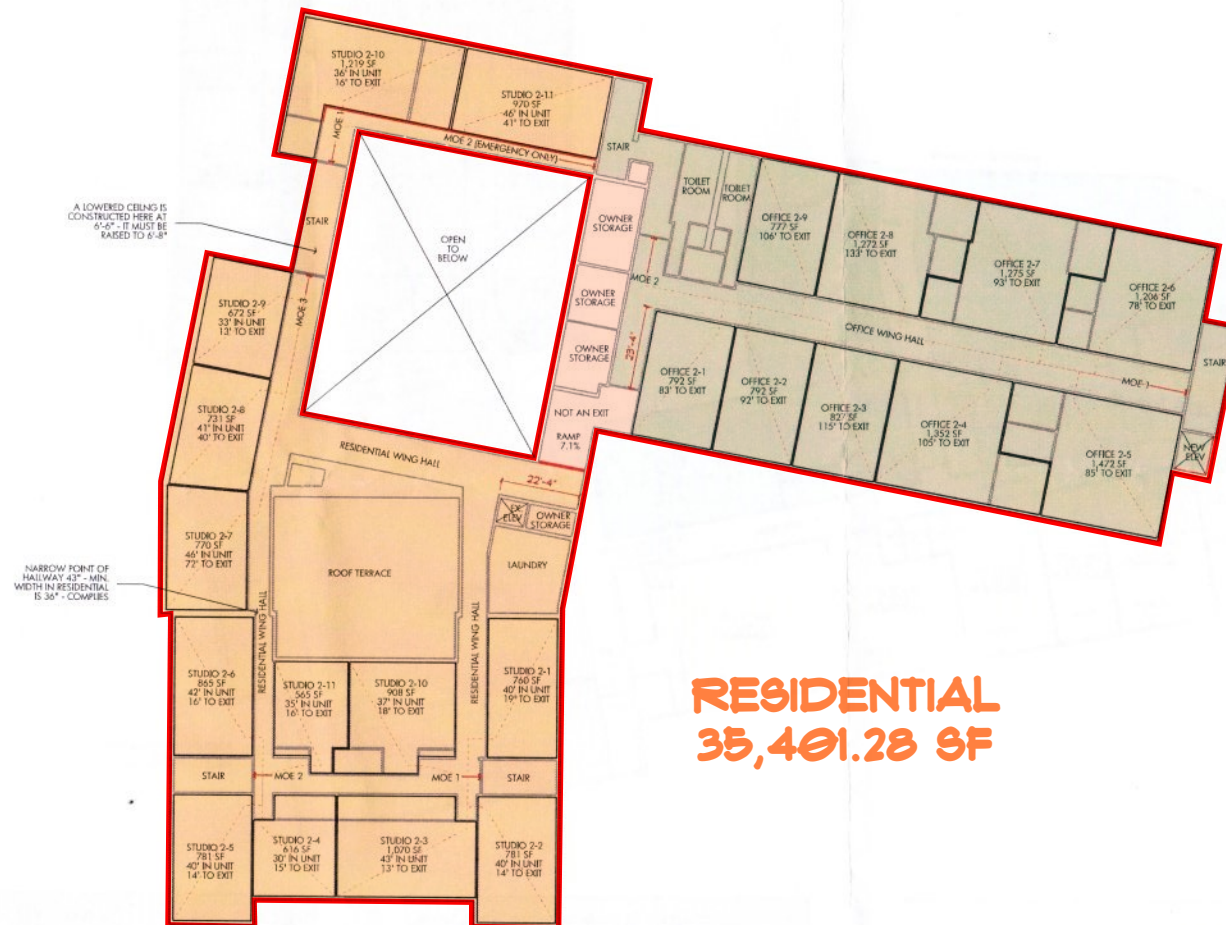 STUDIO 2-10
1,219 SF
36' IN UNIT
16' TO EXIT
STUDIO 2-11
970 SF
46' IN UNIT
41' TO EXIT
MOE 1
MOE 2 (EMERGENCY ONLY)
STAIR
TOILET
ROOM
TOILET
ROOM
A LOWERED CEILING IS
CONSTRUCTED HERE AT
6'-6" - IT MUST BE
RAISED TO 6'-8"
STAIR
OPEN
TO
BELOW
OWNER
STORAGE
OFFICE 2-9
777 SF
106' TO EXIT
OFFICE 2-8
1,272 SF
133' TO EXIT
OFFICE 2-7
1,275 SF
93' TO EXIT
OFFICE 2-6
1,206 SF
78' TO EXIT
MOE 2
MOE 3
OWNER
STORAGE
OWNER
STORAGE
23'-4"
OFFICE WING HALL
STAIR
MOE 1
STUDIO 2-9
672 SF
33' IN UNIT
13' TO EXIT
OFFICE 2-1
792 SF
83' TO EXIT
OFFICE 2-2
792 SF
92' TO EXIT
OFFICE 2-3
827 SF
115' TO EXIT
OFFICE 2-4
1,352 SF
105' TO EXIT
OFFICE 2-5
1,472 SF
85' TO EXIT
NEW
ELEV
STUDIO 2-8
731 SF
41' IN UNIT
40' TO EXIT
NOT AN EXIT
RAMP
7.1%
RESIDENTIAL WING HALL
22'-4"
EX
ELEV
OWNER
STORAGE
STUDIO 2-7
770 SF
46' IN UNIT
72' TO EXIT
ROOF TERRACE
LAUNDRY
NARROW POINT OF
HALLWAY 43" - MIN.
WIDTH IN RESIDENTIAL
IS 36" - COMPLIES
RESIDENTIAL WING HALL
RESIDENTIAL WING HALL
STUDIO 2-6
865 SF
42' IN UNIT
16' TO EXIT
STUDIO 2-11
565 SF
35' IN UNIT
16' TO EXIT
STUDIO 2-10
908 SF
37' IN UNIT
18' TO EXIT
STUDIO 2-1
760 SF
40' IN UNIT
19' TO EXIT
RESIDENTIAL
35,401.28 SF
STAIR
MOE 2
MOE 1
STAIR
STUDIO 2-5
781 SF
40' IN UNIT
14' TO EXIT
STUDIO 2-4
616 SF
30' IN UNIT
15' TO EXIT
STUDIO 2-3
1,070 SF
43' IN UNIT
13' TO EXIT
STUDIO 2-2
781 SF
40' IN UNIT
14' TO EXIT